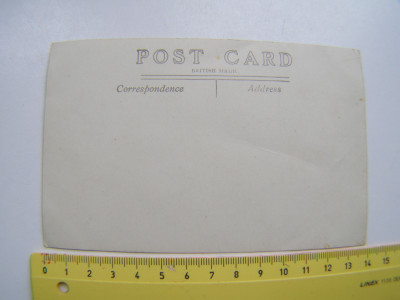 POST CARD
BRITISH MADE
Correspondence Address
0 1 2 3 4 5 6 7 8 9 10 11 12 13 14 15